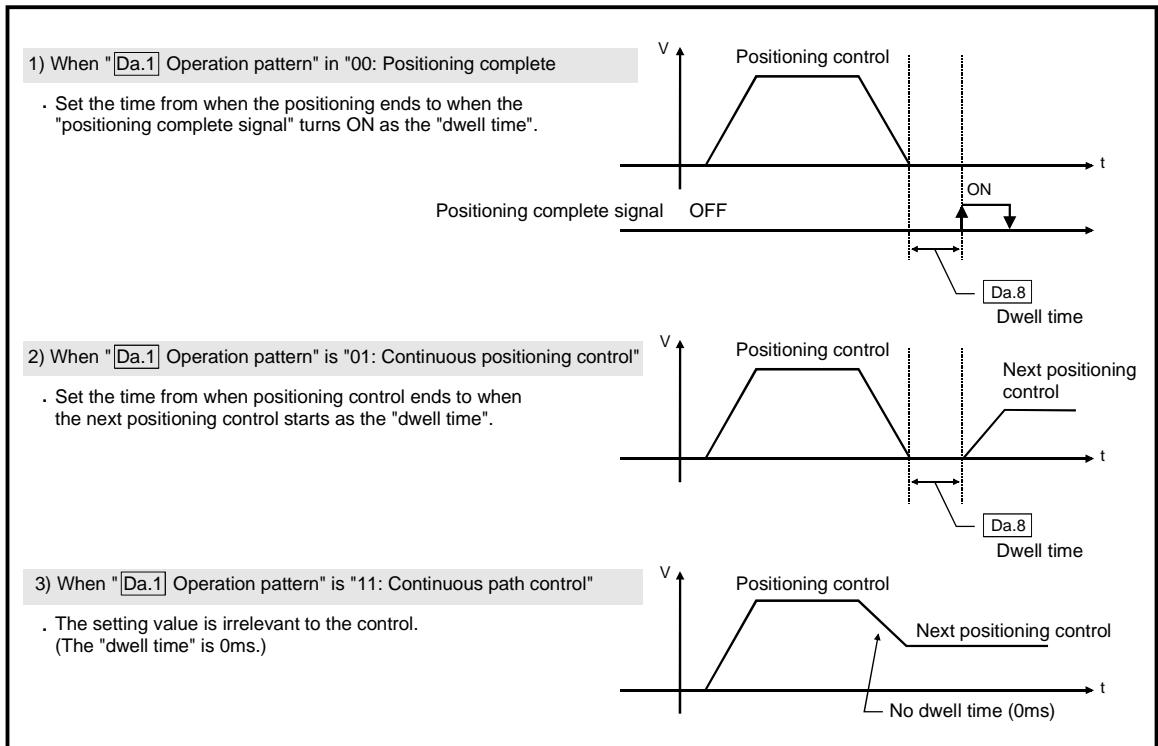 1) When "Da.1 Operation pattern" in "00: Positioning complete
. Set the time from when the positioning ends to when the
"positioning complete signal" turns ON as the "dwell time".
V
Positioning control
t
ON
Positioning complete signal OFF
Da.8
Dwell time
2) When "Da.1 Operation pattern" is "01: Continuous positioning control"
. Set the time from when positioning control ends to when
the next positioning control starts as the "dwell time".
V
Positioning control
Next positioning
control
t
Da.8
Dwell time
3) When "Da.1 Operation pattern" is "11: Continuous path control"
. The setting value is irrelevant to the control.
(The "dwell time" is 0ms.)
V
Positioning control
Next positioning control
t
No dwell time (0ms)